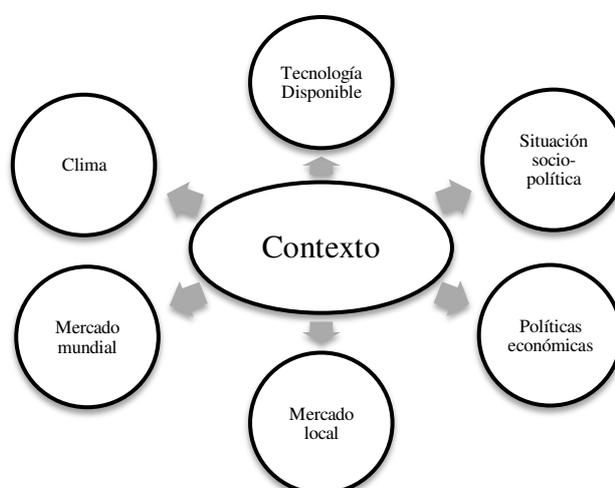 Tecnología
Disponible
Clima
Situación
socio-
política
Contexto
Mercado
mundial
Políticas
económicas
Mercado
local